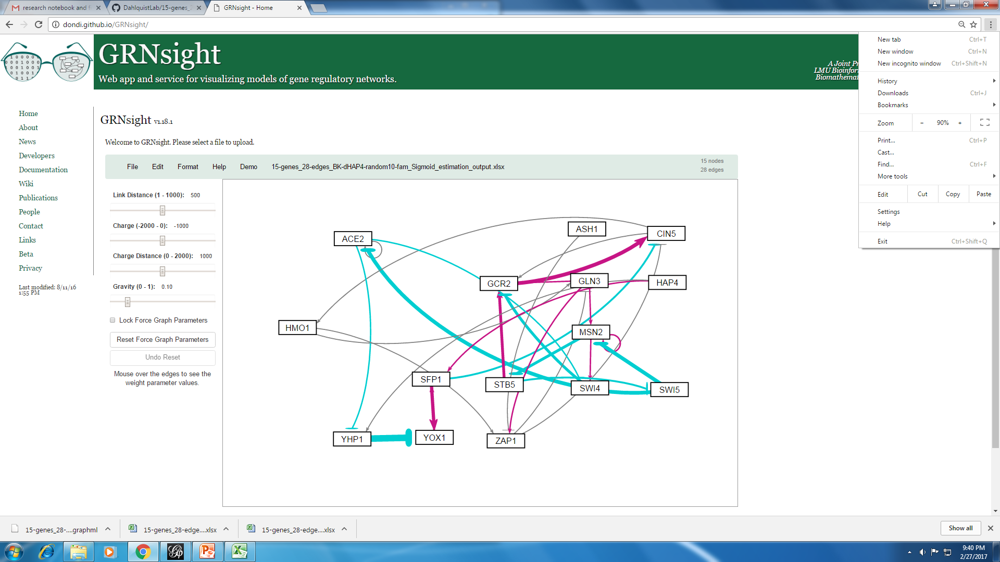 research notebook and f
DahlquistLab/15-genes_2
GRNsight - Home
dondi.github.io/GRNsight/
GRNsight
Web app and service for visualizing models of gene regulatory networks.
A Joint Pr
LMU Bioinfor
Biomathemat
New tab Ctrl+T
New window Ctrl+N
New incognito window Ctrl+Shift+N
History
Downloads Ctrl+J
Bookmarks
Zoom − 90% +
Print... Ctrl+P
Cast...
Find... Ctrl+F
More tools
Edit Cut Copy Paste
Settings
Help
Exit Ctrl+Shift+Q
Home
About
News
Developers
Documentation
Wiki
Publications
People
Contact
Links
Beta
Privacy
Last modified: 8/11/16
1:55 PM
GRNsight v1.18.1
Welcome to GRNsight. Please select a file to upload.
File Edit Format Help Demo 15-genes_28-edges_BK-dHAP4-random10-fam_Sigmoid_estimation_output.xlsx
15 nodes
28 edges
Link Distance (1 - 1000): 500
Charge (-2000 - 0): -1000
Charge Distance (0 - 2000): 1000
Gravity (0 - 1): 0.10
Lock Force Graph Parameters
Reset Force Graph Parameters
Undo Reset
Mouse over the edges to see the
weight parameter values.
ASH1
CIN5
ACE2
GCR2
GLN3
HAP4
HMO1
MSN2
SFP1
STB5
SWI4
SWI5
YHP1
YOX1
ZAP1
15-genes_28-....graphml
15-genes_28-edge....xlsx
15-genes_28-edge....xlsx
Show all
9:40 PM
2/27/2017